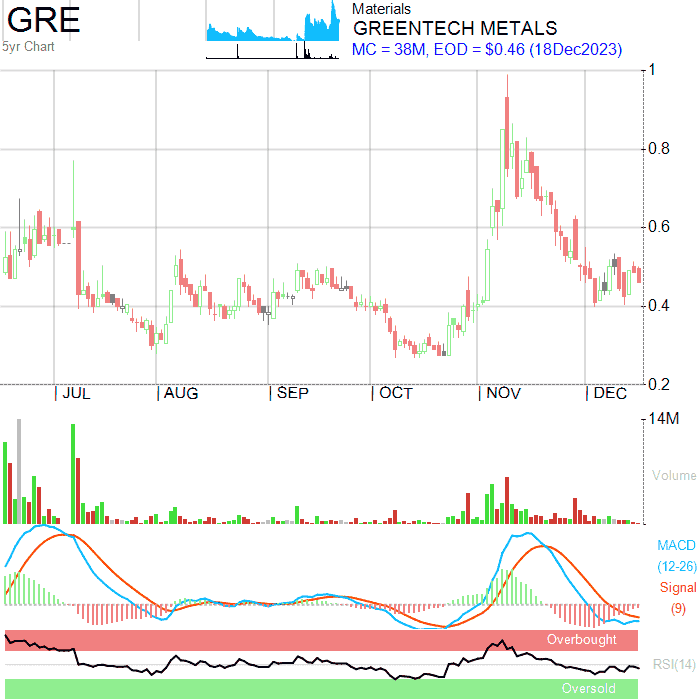 GRE
5yr Chart
Materials
GREENTECH METALS
MC = 38M, EOD = $0.46 (18Dec2023)
1
0.8
0.6
0.4
0.2
JUL AUG SEP OCT NOV DEC
14M
Volume
MACD
(12-26)
Signal
(9)
Overbought
RSI(14)
Oversold